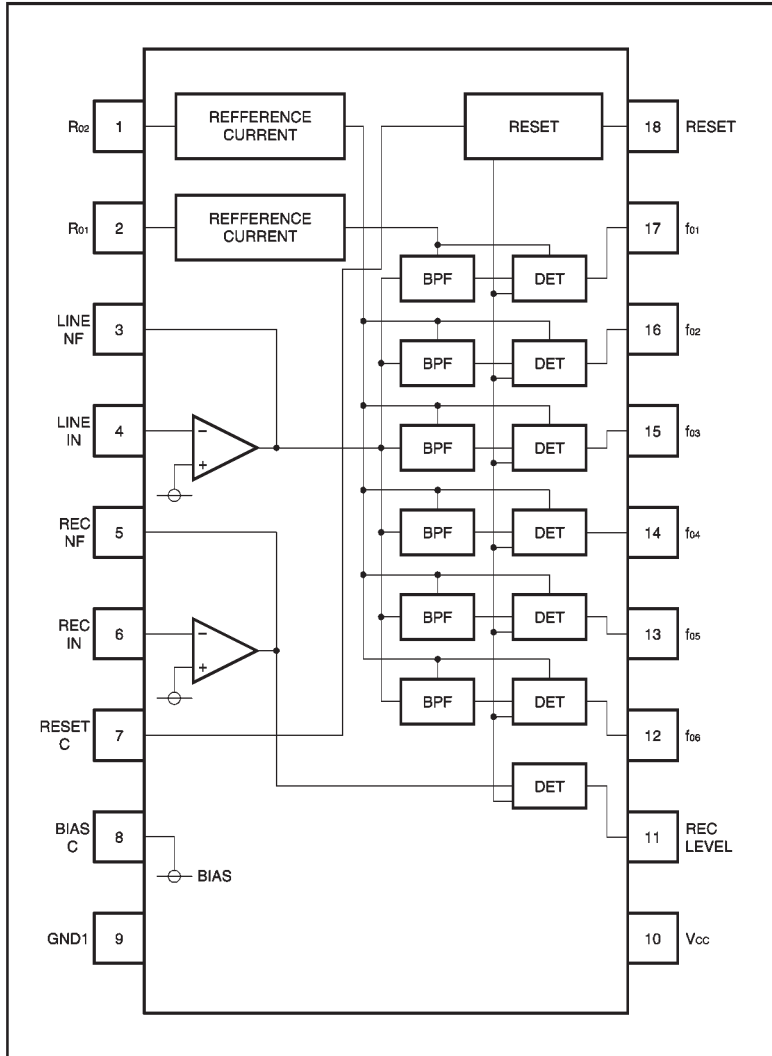 R02 1 REFFERENCE
CURRENT
RESET 18 RESET
R01 2 REFFERENCE
CURRENT
17 f01
BPF DET
LINE
NF 3
16 f02
BPF DET
LINE
IN 4
−
+
15 f03
BPF DET
REC
NF 5
14 f04
BPF DET
REC
IN 6
−
+
13 f05
BPF DET
RESET
C 7
12 f06
BPF DET
DET
BIAS
C 8
11 REC
LEVEL
BIAS
GND1 9
10 VCC